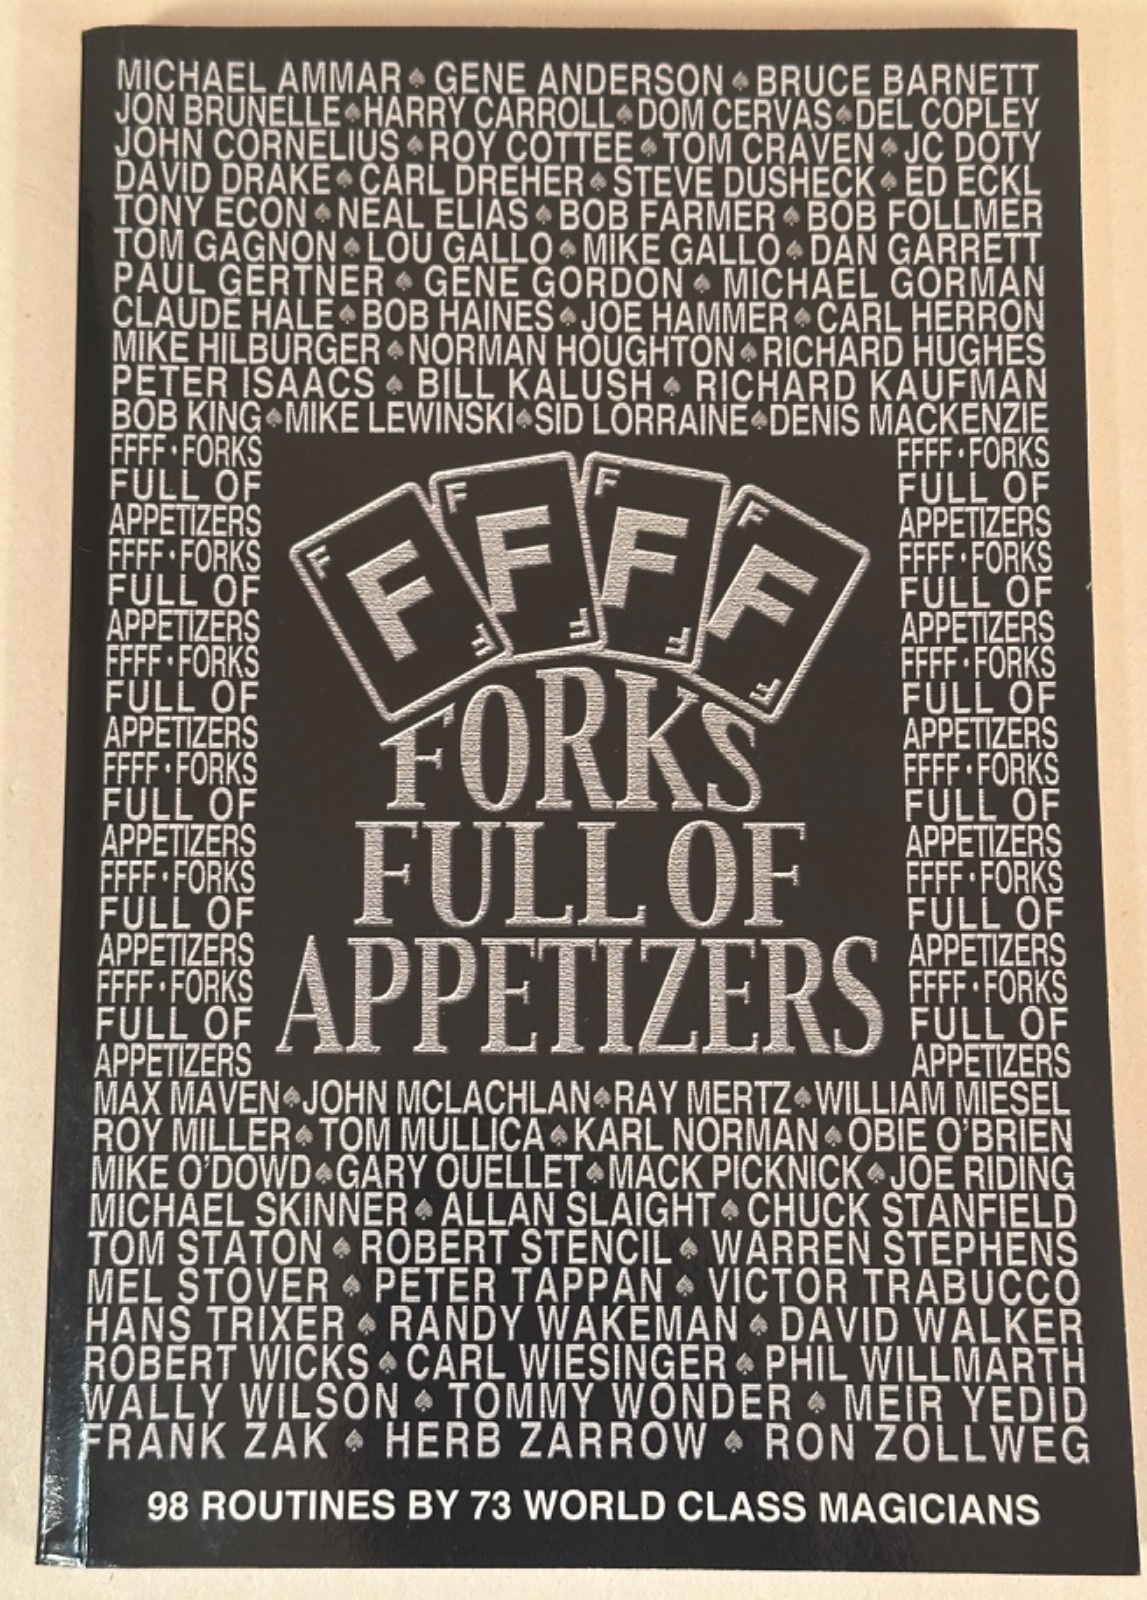 MICHAEL AMMAR ♠ GENE ANDERSON ♠ BRUCE BARNETT
JON BRUNELLE ♠ HARRY CARROLL ♠ DOM CERVAS ♠ DEL COPLEY
JOHN CORNELIUS ♠ ROY COTTEE ♠ TOM CRAVEN ♠ JC DOTY
DAVID DRAKE ♠ CARL DREHER ♠ STEVE DUSHECK ♠ ED ECKL
TONY ECON ♠ NEAL ELIAS ♠ BOB FARMER ♠ BOB FOLLMER
TOM GAGNON ♠ LOU GALLO ♠ MIKE GALLO ♠ DAN GARRETT
PAUL GERTNER ♠ GENE GORDON ♠ MICHAEL GORMAN
CLAUDE HALE ♠ BOB HAINES ♠ JOE HAMMER ♠ CARL HERRON
MIKE HILBURGER ♠ NORMAN HOUGHTON ♠ RICHARD HUGHES
PETER ISAACS ♠ BILL KALUSH ♠ RICHARD KAUFMAN
BOB KING ♠ MIKE LEWINSKI ♠ SID LORRAINE ♠ DENIS MACKENZIE
FFFF · FORKS
FULL OF
APPETIZERS
FFFF · FORKS
FULL OF
APPETIZERS
FFFF · FORKS
FULL OF
APPETIZERS
FFFF · FORKS
FULL OF
APPETIZERS
FFFF · FORKS
FULL OF
APPETIZERS
FFFF · FORKS
FULL OF
APPETIZERS
F F F F
F F F F
F F F F
FORKS
FULL OF
APPETIZERS
FFFF · FORKS
FULL OF
APPETIZERS
FFFF · FORKS
FULL OF
APPETIZERS
FFFF · FORKS
FULL OF
APPETIZERS
FFFF · FORKS
FULL OF
APPETIZERS
FFFF · FORKS
FULL OF
APPETIZERS
FFFF · FORKS
FULL OF
APPETIZERS
MAX MAVEN ♠ JOHN MCLACHLAN ♠ RAY MERTZ ♠ WILLIAM MIESEL
ROY MILLER ♠ TOM MULLICA ♠ KARL NORMAN ♠ OBIE O'BRIEN
MIKE O'DOWD ♠ GARY OUELLET ♠ MACK PICKNICK ♠ JOE RIDING
MICHAEL SKINNER ♠ ALLAN SLAIGHT ♠ CHUCK STANFIELD
TOM STATON ♠ ROBERT STENCIL ♠ WARREN STEPHENS
MEL STOVER ♠ PETER TAPPAN ♠ VICTOR TRABUCCO
HANS TRIXER ♠ RANDY WAKEMAN ♠ DAVID WALKER
ROBERT WICKS ♠ CARL WIESINGER ♠ PHIL WILLMARTH
WALLY WILSON ♠ TOMMY WONDER ♠ MEIR YEDID
FRANK ZAK ♠ HERB ZARROW ♠ RON ZOLLWEG
98 ROUTINES BY 73 WORLD CLASS MAGICIANS